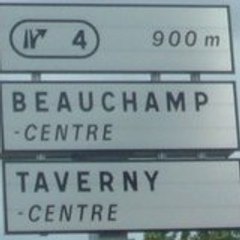 4 900 m
BEAUCHAMP
-CENTRE
TAVERNY
-CENTRE